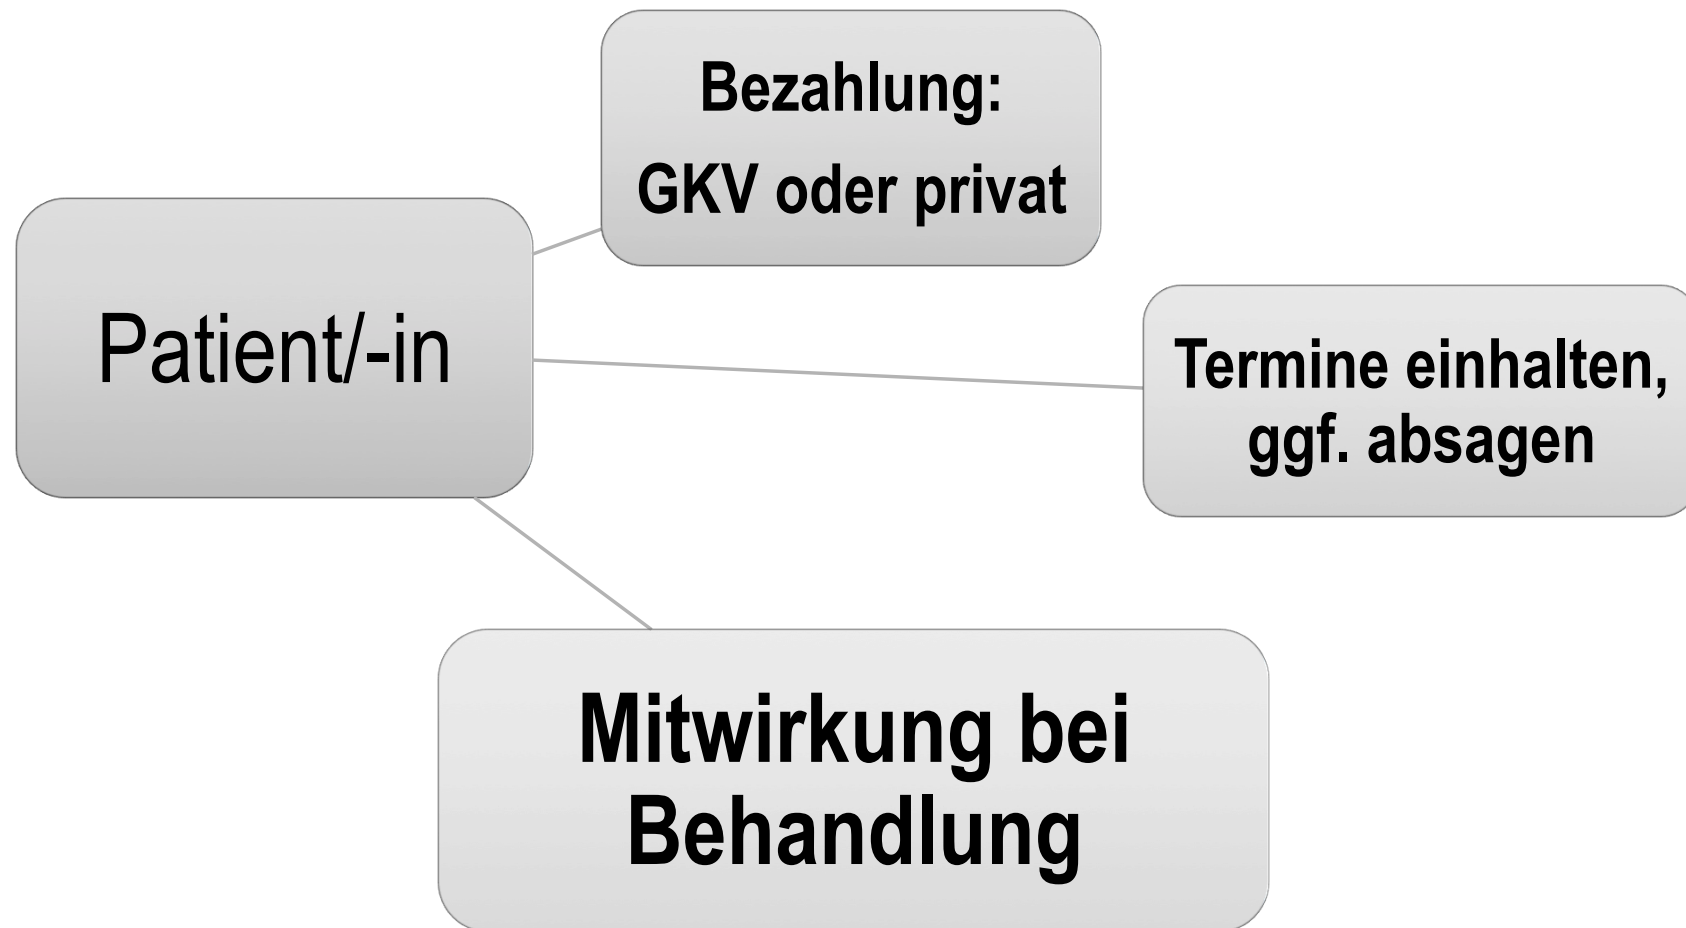 Bezahlung:
GKV oder privat
Patient/-in
Termine einhalten,
ggf. absagen
Mitwirkung bei
Behandlung